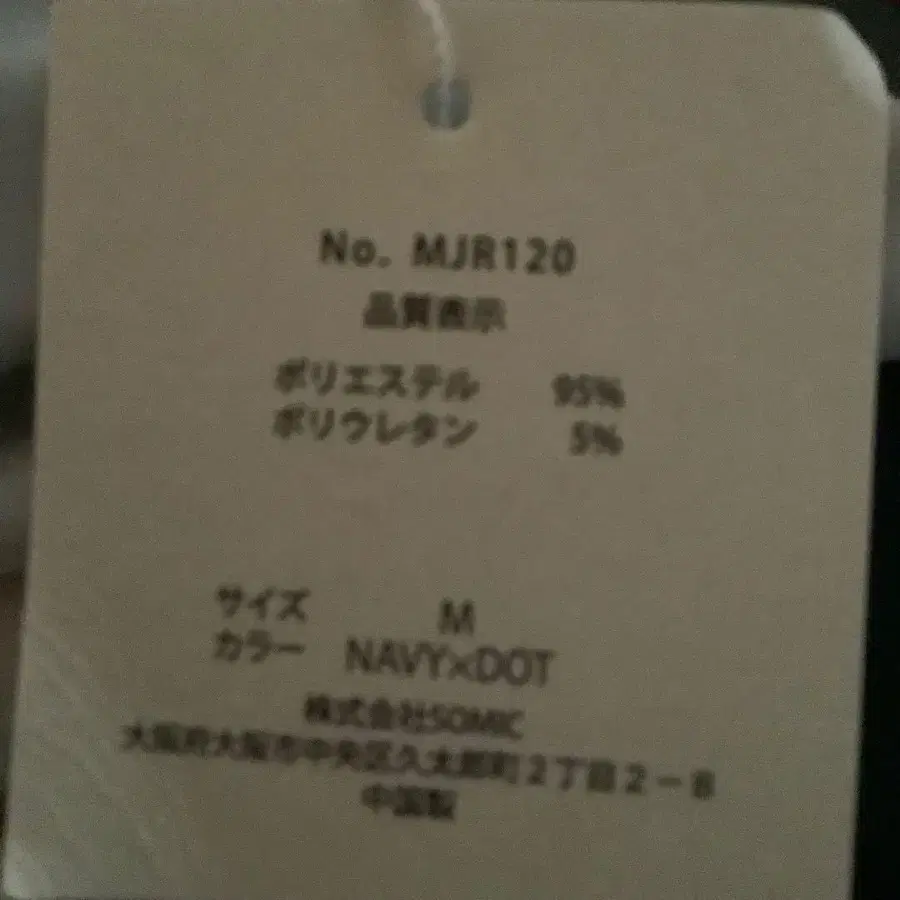 No. MJR120
品質表示
ポリエステル 95%
ポリウレタン 5%
サイズ M
カラー NAVY×DOT
株式会社SOMIC
大阪府大阪市中央区久太郎町2丁目2-8
中国製